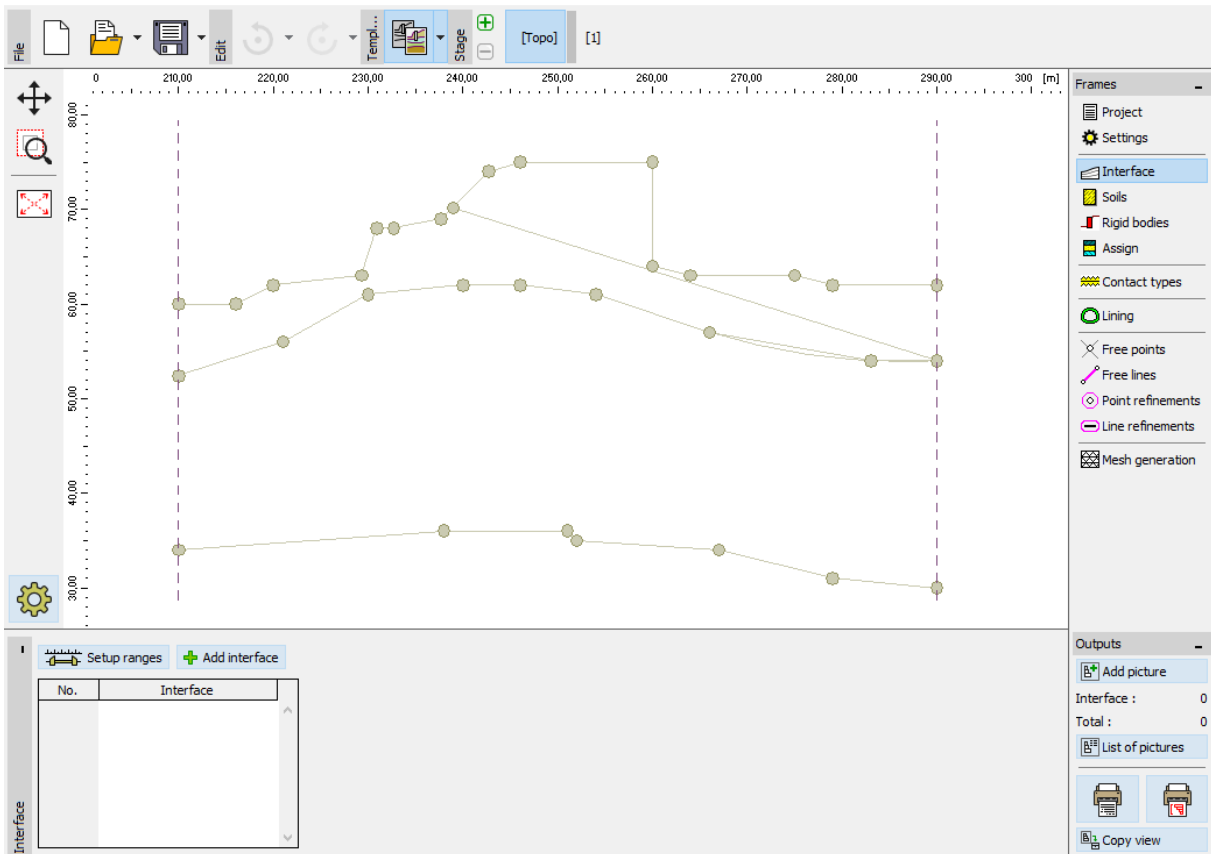 File
Edit
Templ...
Stage
[Topo]
[1]
0 210,00 220,00 230,00 240,00 250,00 260,00 270,00 280,00 290,00 300 [m]
80,00
70,00
60,00
50,00
40,00
30,00
Frames
Project
Settings
Interface
Soils
Rigid bodies
Assign
Contact types
Lining
Free points
Free lines
Point refinements
Line refinements
Mesh generation
Interface
Setup ranges
Add interface
No. Interface
Outputs
Add picture
Interface : 0
Total : 0
List of pictures
Copy view